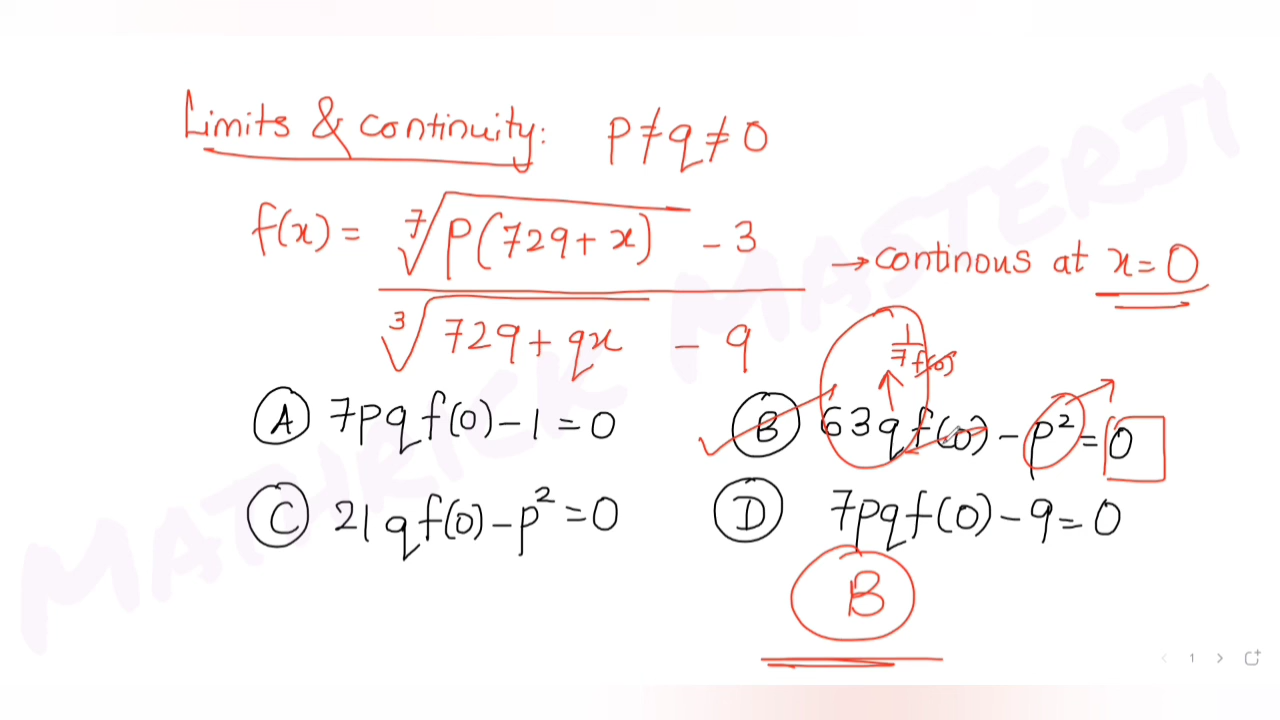 Limits & continuity: p≠q≠0
f(x) = (⁷√p(729+x) - 3) / (³√729+qx - 9) → continous at x=0
1/7f(0)
(A) 7pqf(0)-1=0 (B) 63qf(0)-p²=0
(C) 21qf(0)-p²=0 (D) 7pqf(0)-9=0
B
MATHRICK MASTERJI
1